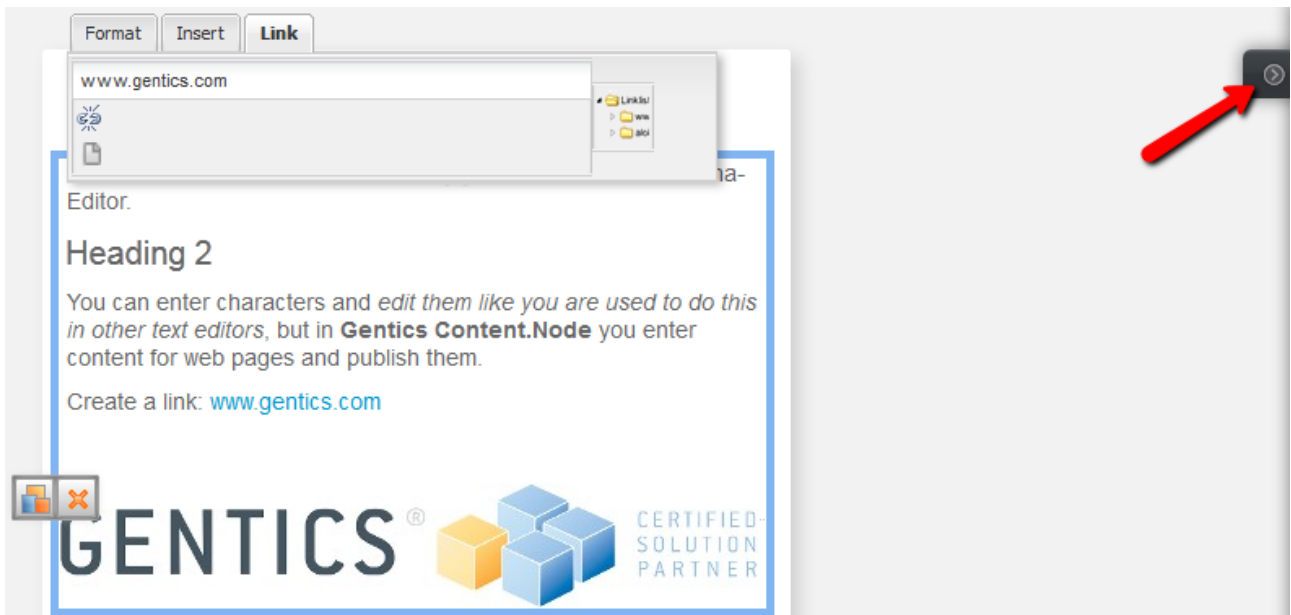 Format Insert Link
www.gentics.com
Linklis
ww
aloi
na-
Editor.
Heading 2
You can enter characters and edit them like you are used to do this
in other text editors, but in Gentics Content.Node you enter
content for web pages and publish them.
Create a link: www.gentics.com
GENTICS®
CERTIFIED-
SOLUTION
PARTNER